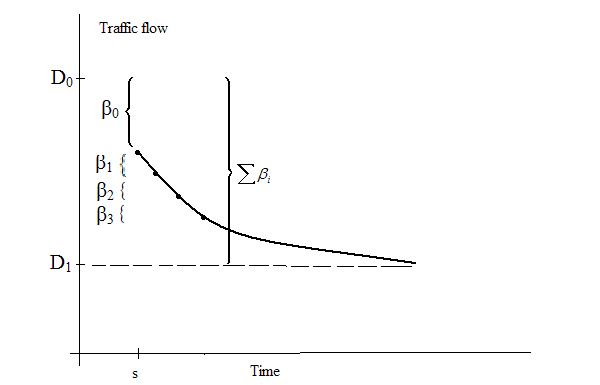 Traffic flow
D₀
β₀
β₁ {
∑ βᵢ
β₂ {
β₃ {
D₁
s
Time